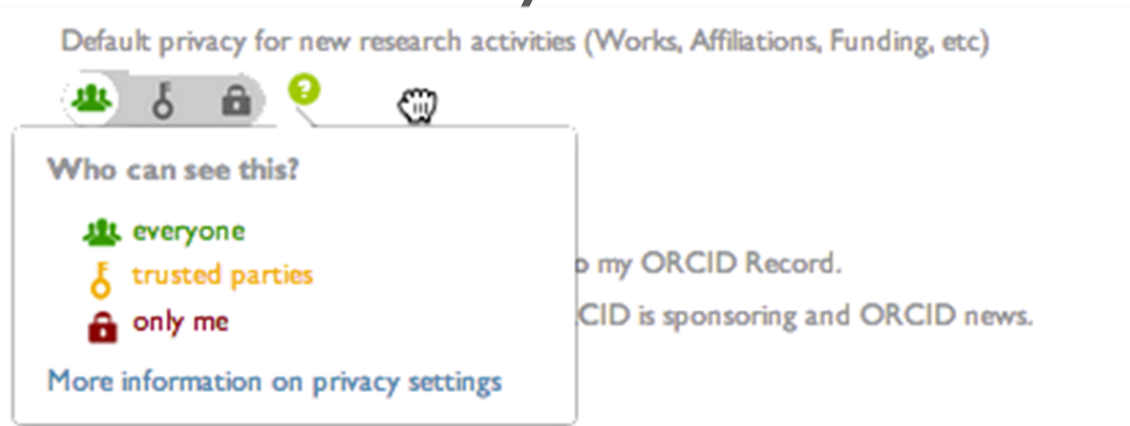 Default privacy for new research activities (Works, Affiliations, Funding, etc)
?
Who can see this?
everyone
trusted parties
only me
More information on privacy settings
my ORCID Record.
is sponsoring and ORCID news.